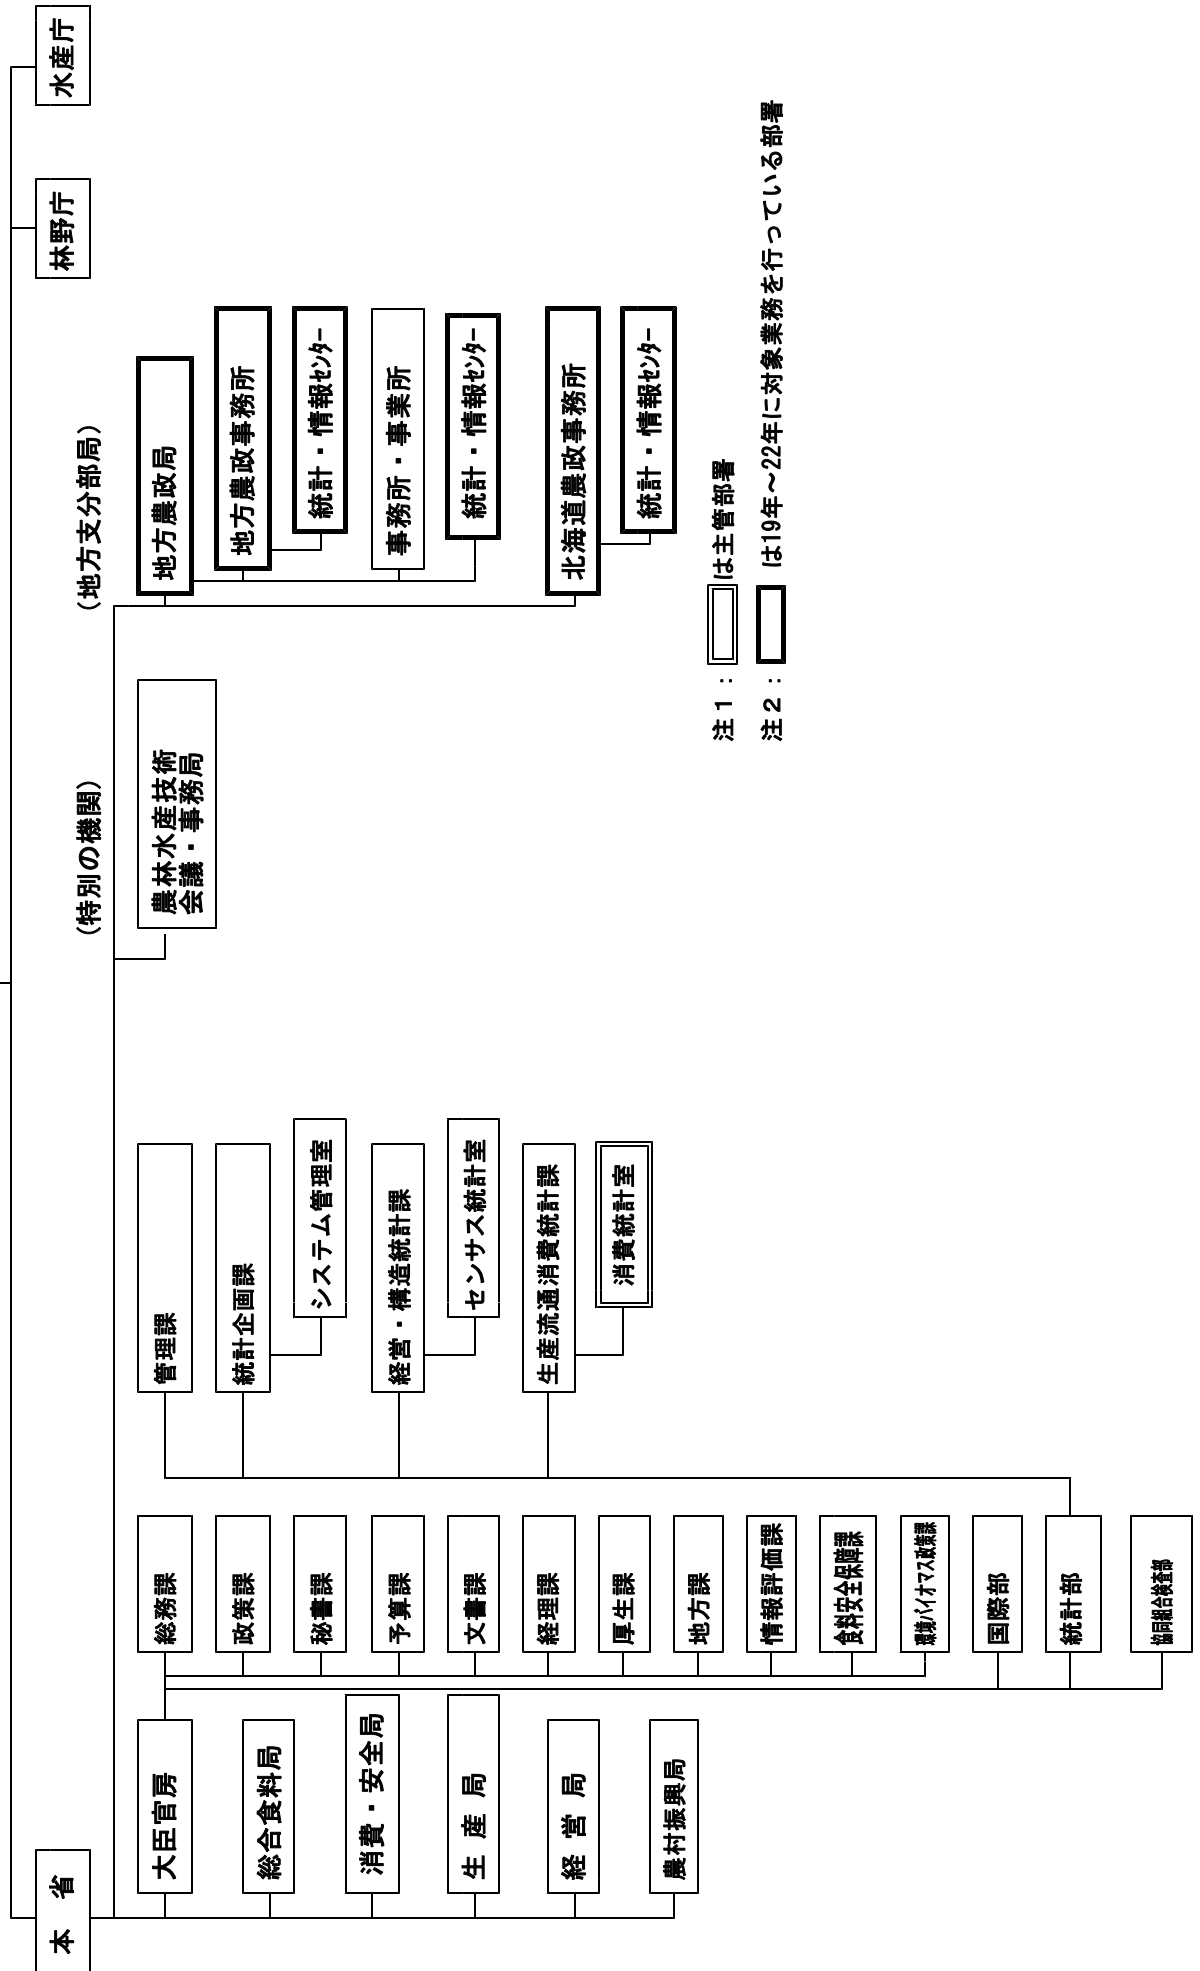 本　省
林野庁
水産庁
（特別の機関）
（地方支分部局）
大臣官房
総合食料局
消費・安全局
生 産 局
経 営 局
農村振興局
総務課
政策課
秘書課
予算課
文書課
経理課
厚生課
地方課
情報評価課
食料安全保障課
環境バイオマス政策課
国際部
統計部
協同組合検査部
管理課
統計企画課
システム管理室
経営・構造統計課
センサス統計室
生産流通消費統計課
消費統計室
農林水産技術
会議・事務局
地方農政局
地方農政事務所
統計・情報ｾﾝﾀｰ
事務所・事業所
統計・情報ｾﾝﾀｰ
北海道農政事務所
統計・情報ｾﾝﾀｰ
注１： は主管部署
注２： は19年～22年に対象業務を行っている部署